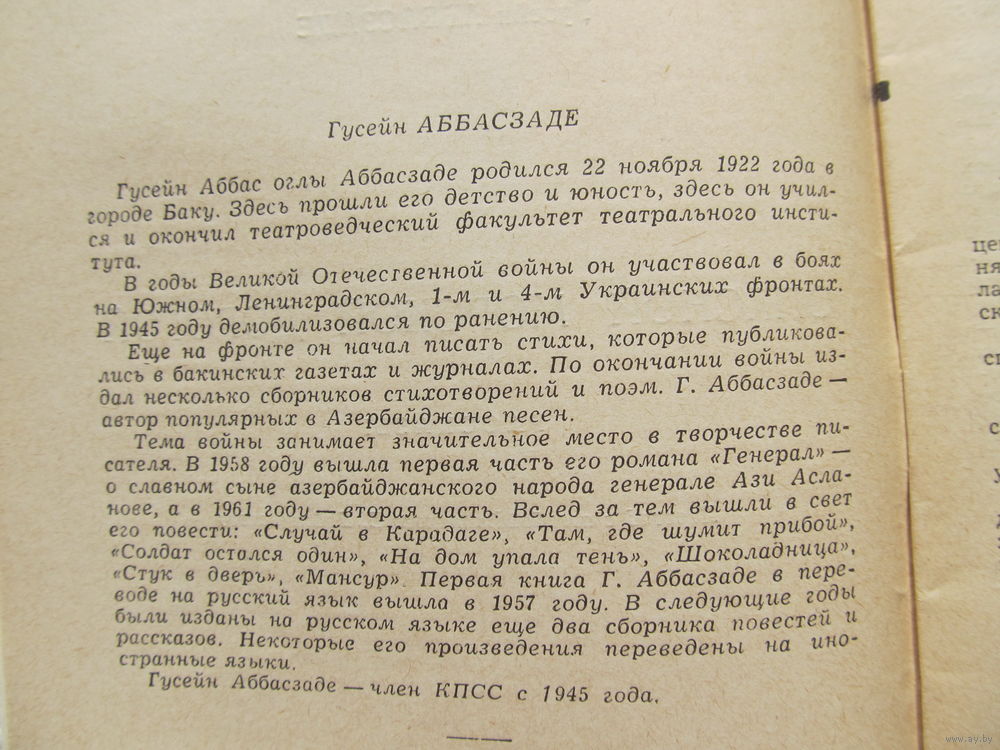 Гусейн АББАСЗАДЕ
Гусейн Аббас оглы Аббасзаде родился 22 ноября 1922 года в
городе Баку. Здесь прошли его детство и юность, здесь он учил-
ся и окончил театроведческий факультет театрального инсти-
тута.
В годы Великой Отечественной войны он участвовал в боях
на Южном, Ленинградском, 1-м и 4-м Украинских фронтах.
В 1945 году демобилизовался по ранению.
Еще на фронте он начал писать стихи, которые публикова-
лись в бакинских газетах и журналах. По окончании войны из-
дал несколько сборников стихотворений и поэм. Г. Аббасзаде —
автор популярных в Азербайджане песен.
Тема войны занимает значительное место в творчестве пи-
сателя. В 1958 году вышла первая часть его романа «Генерал» —
о славном сыне азербайджанского народа генерале Ази Асла-
нове, а в 1961 году — вторая часть. Вслед за тем вышли в свет
его повести: «Случай в Карадаге», «Там, где шумит прибой»,
«Солдат остался один», «На дом упала тень», «Шоколадница»,
«Стук в дверь», «Мансур». Первая книга Г. Аббасзаде в пере-
воде на русский язык вышла в 1957 году. В следующие годы
были изданы на русском языке еще два сборника повестей и
рассказов. Некоторые его произведения переведены на ино-
странные языки.
Гусейн Аббасзаде — член КПСС с 1945 года.
www.ay.by